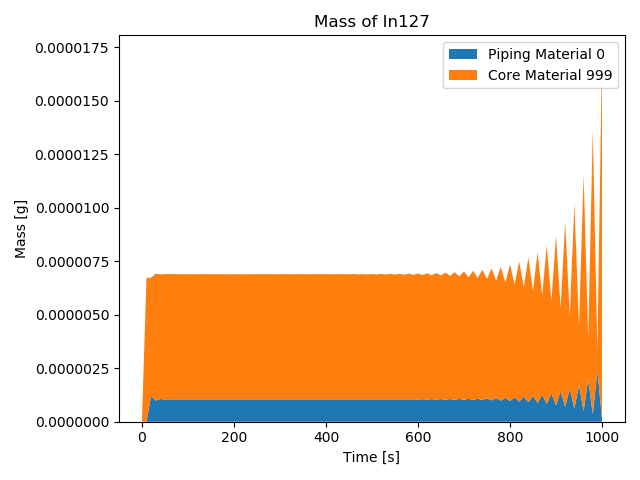 Mass of In127
Mass [g]
0.0000175
0.0000150
0.0000125
0.0000100
0.0000075
0.0000050
0.0000025
0.0000000
Piping Material 0
Core Material 999
0 200 400 600 800 1000
Time [s]